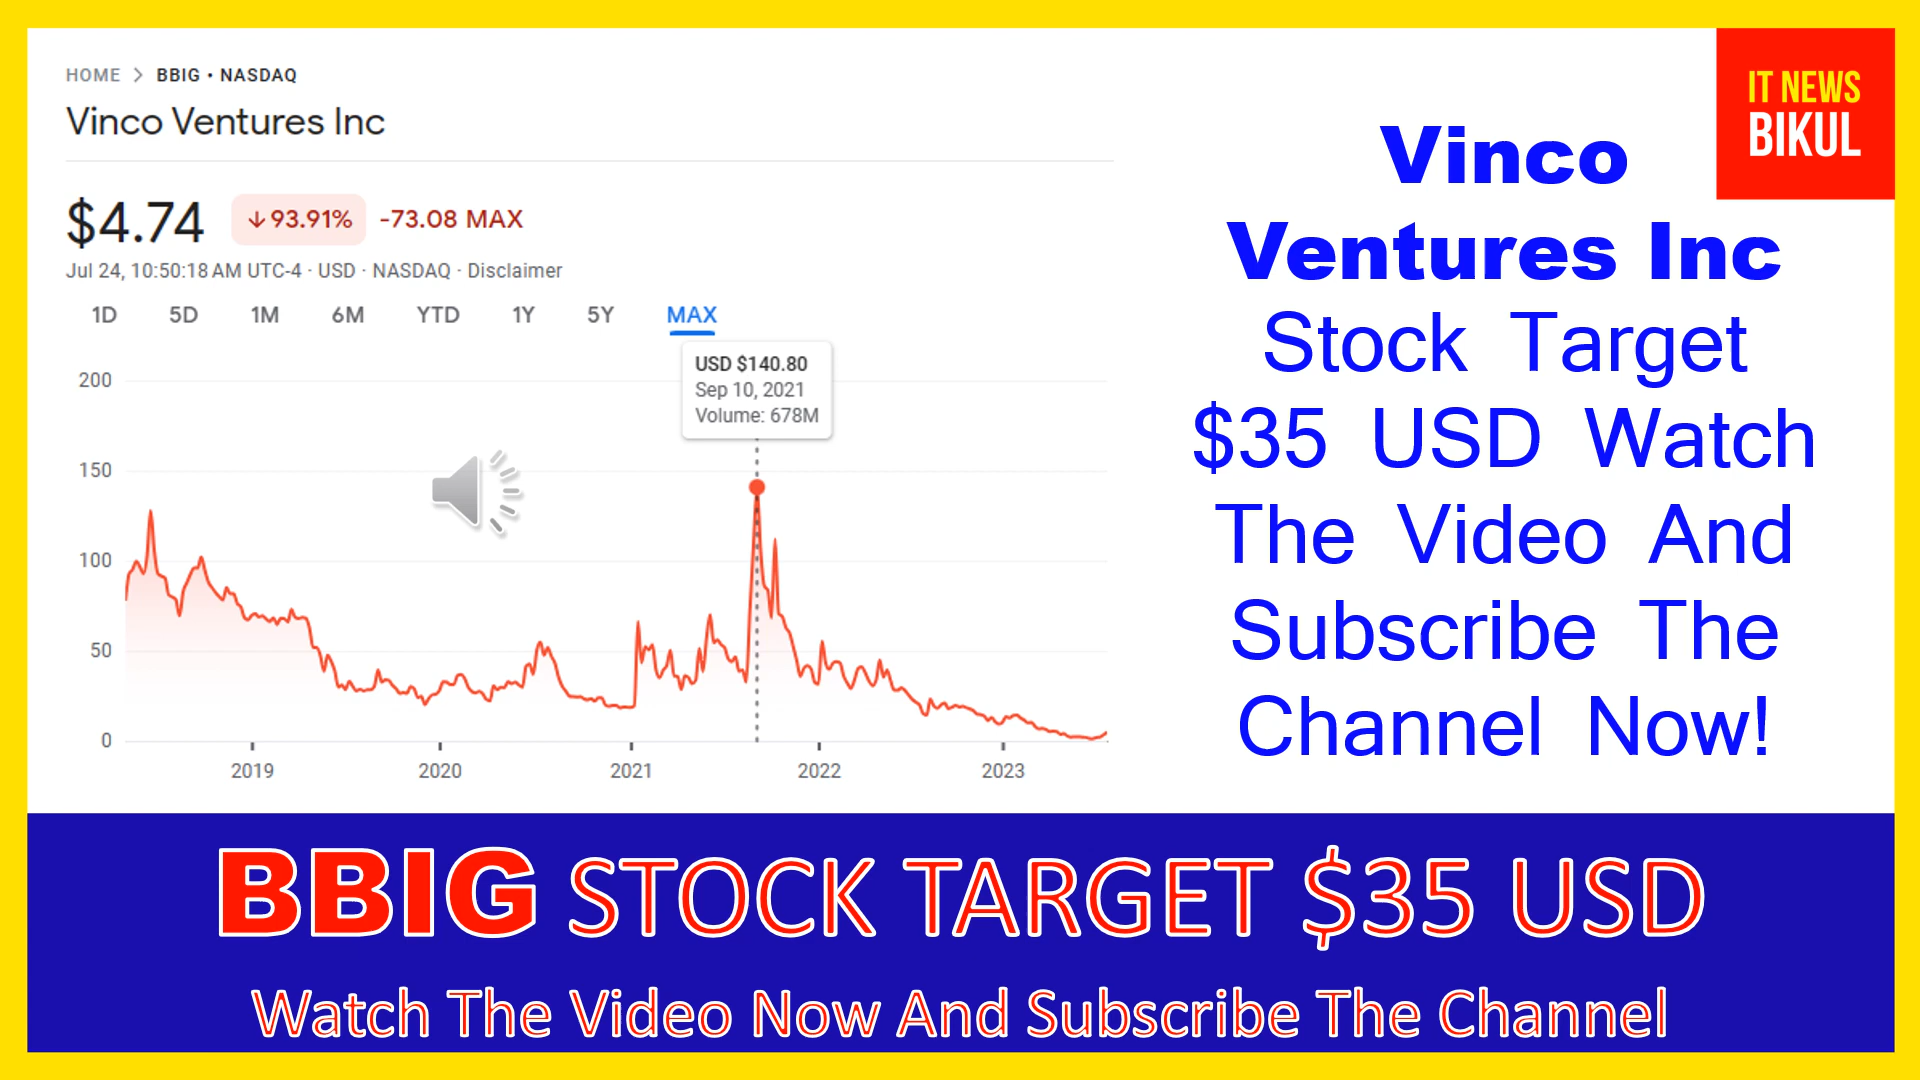 HOME > BBIG • NASDAQ
Vinco Ventures Inc
$4.74 ↓93.91% -73.08 MAX
Jul 24, 10:50:18 AM UTC-4 · USD · NASDAQ · Disclaimer
1D 5D 1M 6M YTD 1Y 5Y MAX
USD $140.80
Sep 10, 2021
Volume: 678M
200
150
100
50
0
2019 2020 2021 2022 2023
IT NEWS
BIKUL
Vinco
Ventures Inc
Stock Target
$35 USD Watch
The Video And
Subscribe The
Channel Now!
BBIG STOCK TARGET $35 USD
Watch The Video Now And Subscribe The Channel